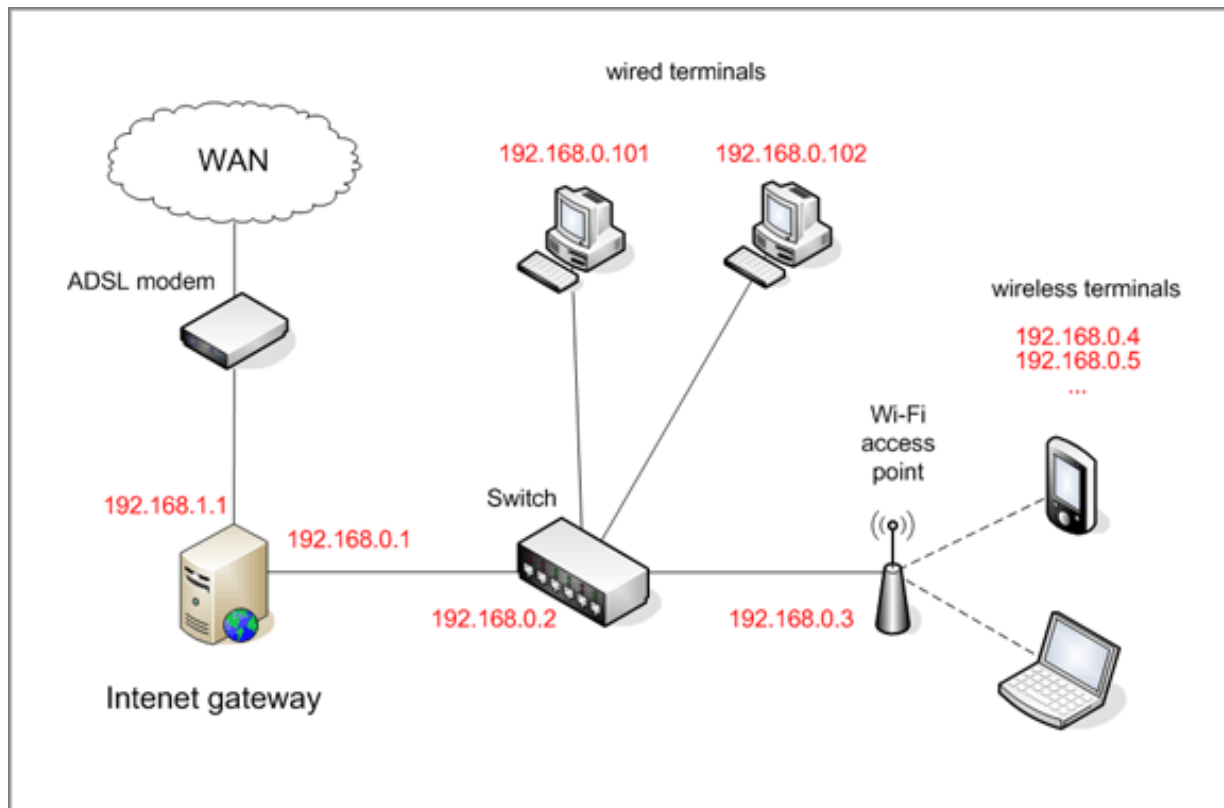 wired terminals
192.168.0.101
192.168.0.102
WAN
ADSL modem
wireless terminals
192.168.0.4
192.168.0.5
...
Wi-Fi
access
point
192.168.1.1
Switch
192.168.0.1
192.168.0.2
192.168.0.3
Intenet gateway